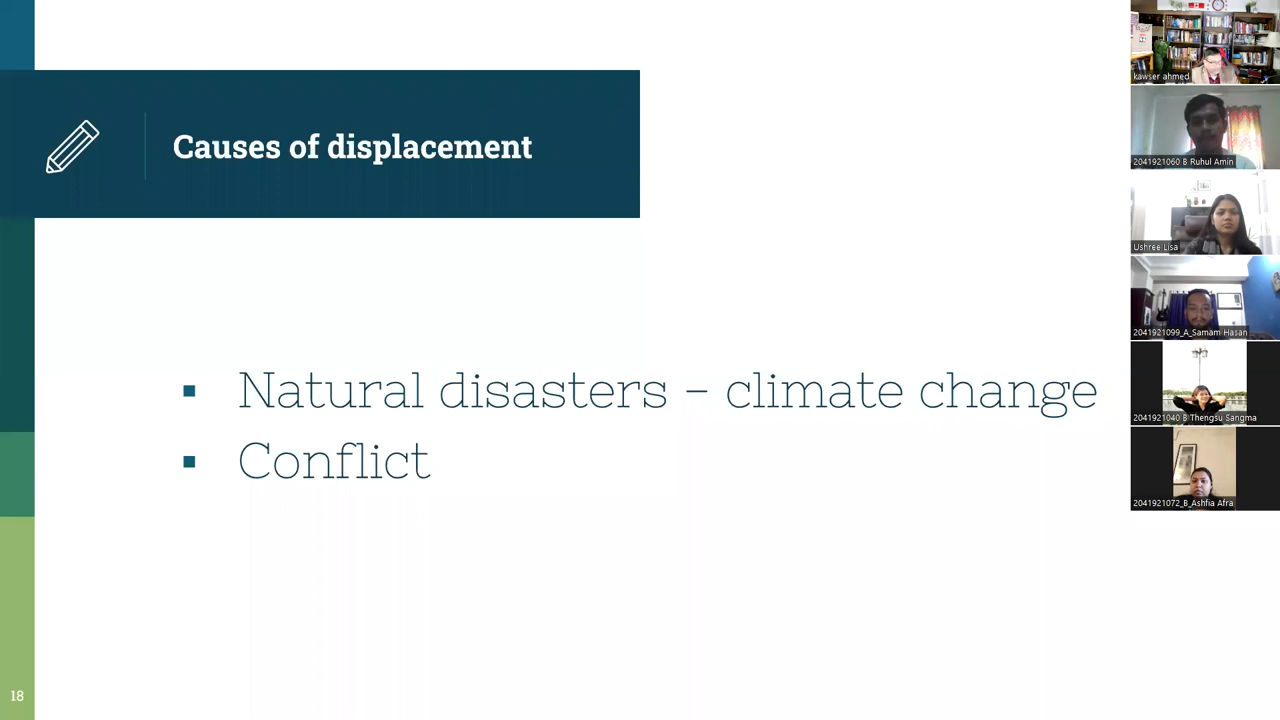 Causes of displacement
▪ Natural disasters – climate change
▪ Conflict
18
kawser ahmed
2041921060 B Ruhul Amin
Ushree Lisa
2041921099_A_Samam Hasan
2041921040 B Thengsu Sangma
2041921072_B_Ashfia Afra